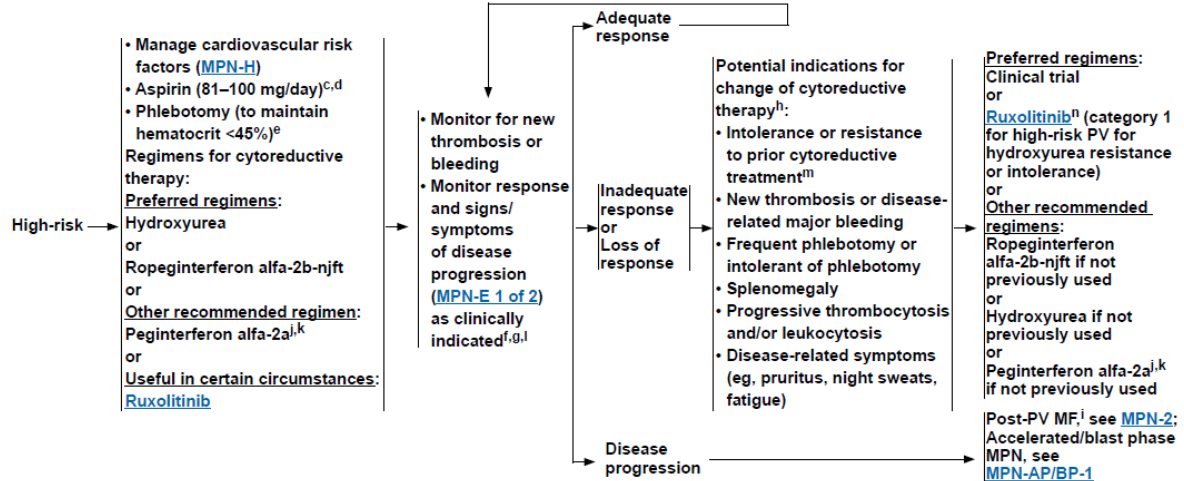 High-risk
• Manage cardiovascular risk
factors (MPN-H)
• Aspirin (81–100 mg/day)c,d
• Phlebotomy (to maintain
hematocrit <45%)e
Regimens for cytoreductive
therapy:
Preferred regimens:
Hydroxyurea
or
Ropeginterferon alfa-2b-njft
or
Other recommended regimen:
Peginterferon alfa-2aj,k
or
Useful in certain circumstances:
Ruxolitinib
• Monitor for new
thrombosis or
bleeding
• Monitor response
and signs/
symptoms
of disease
progression
(MPN-E 1 of 2)
as clinically
indicatedf,g,l
Adequate
response
Inadequate
response
or
Loss of
response
Potential indications for
change of cytoreductive
therapyh:
• Intolerance or resistance
to prior cytoreductive
treatmentm
• New thrombosis or disease-
related major bleeding
• Frequent phlebotomy or
intolerant of phlebotomy
• Splenomegaly
• Progressive thrombocytosis
and/or leukocytosis
• Disease-related symptoms
(eg, pruritus, night sweats,
fatigue)
Preferred regimens:
Clinical trial
or
Ruxolitinibn (category 1
for high-risk PV for
hydroxyurea resistance
or intolerance)
or
Other recommended
regimens:
Ropeginterferon
alfa-2b-njft if not
previously used
or
Hydroxyurea if not
previously used
or
Peginterferon alfa-2aj,k
if not previously used
Disease
progression
Post-PV MF,i see MPN-2;
Accelerated/blast phase
MPN, see
MPN-AP/BP-1